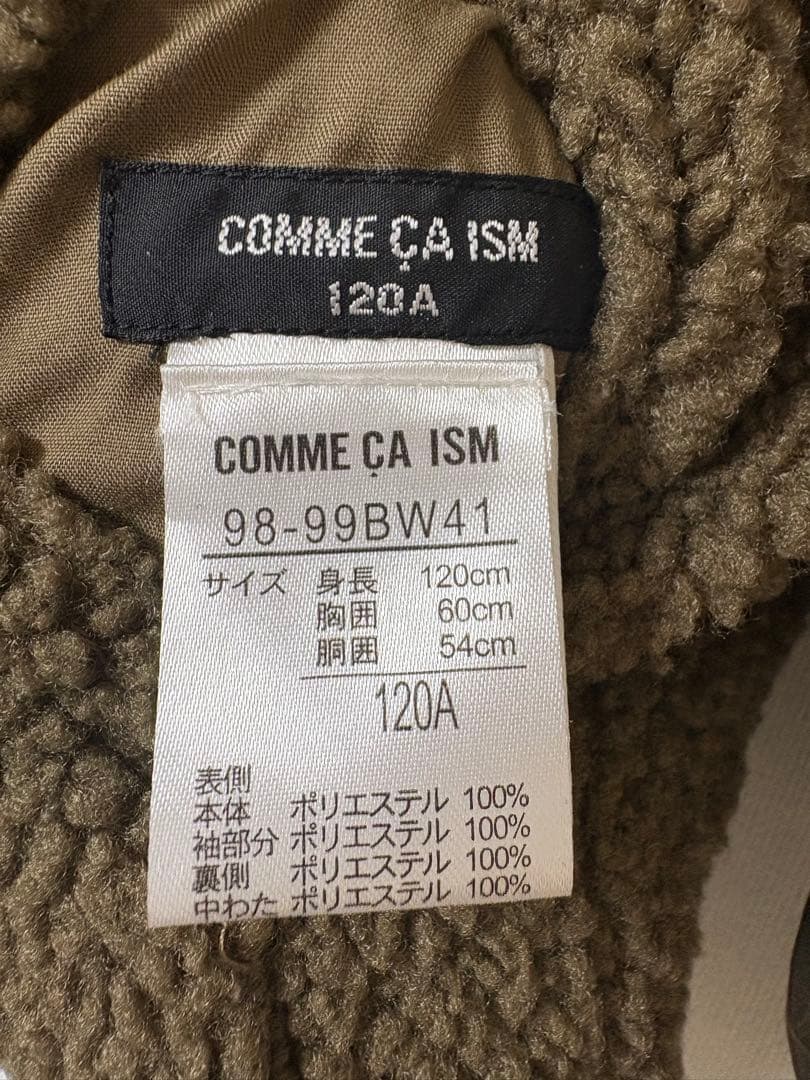 COMME ÇA ISM
120A
COMME ÇA ISM
98-99BW41
サイズ 身長 120cm
胸囲 60cm
胴囲 54cm
120A
表側
本体 ポリエステル 100%
袖部分 ポリエステル 100%
裏側 ポリエステル 100%
中わた ポリエステル 100%